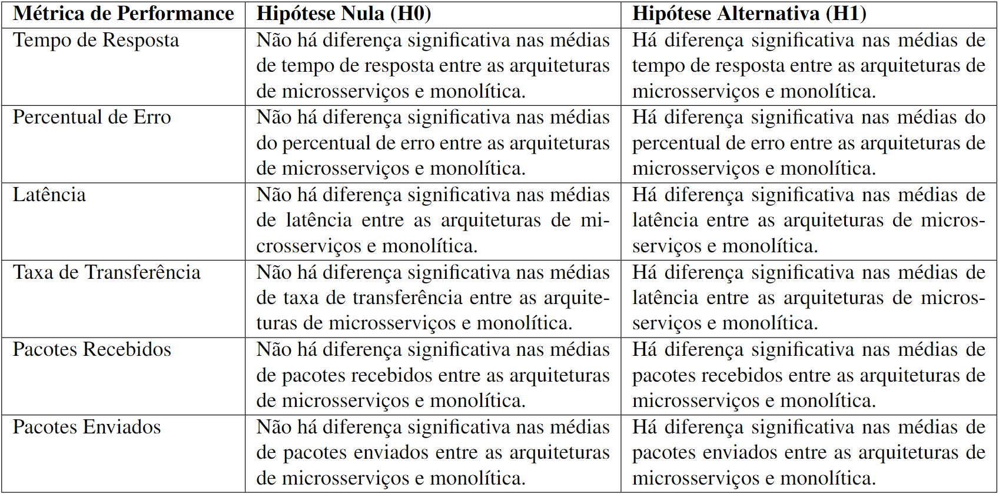 Métrica de Performance
Hipótese Nula (H0)
Hipótese Alternativa (H1)
Tempo de Resposta
Não há diferença significativa nas médias
de tempo de resposta entre as arquiteturas
de microsserviços e monolítica.
Há diferença significativa nas médias de
tempo de resposta entre as arquiteturas de
microsserviços e monolítica.
Percentual de Erro
Não há diferença significativa nas médias
do percentual de erro entre as arquiteturas
de microsserviços e monolítica.
Há diferença significativa nas médias do
percentual de erro entre as arquiteturas de
microsserviços e monolítica.
Latência
Não há diferença significativa nas médias
de latência entre as arquiteturas de mi-
crosserviços e monolítica.
Há diferença significativa nas médias de
latência entre as arquiteturas de micros-
serviços e monolítica.
Taxa de Transferência
Não há diferença significativa nas médias
de taxa de transferência entre as arquite-
turas de microsserviços e monolítica.
Há diferença significativa nas médias de
latência entre as arquiteturas de micros-
serviços e monolítica.
Pacotes Recebidos
Não há diferença significativa nas médias
de pacotes recebidos entre as arquiteturas
de microsserviços e monolítica.
Há diferença significativa nas médias de
pacotes recebidos entre as arquiteturas de
microsserviços e monolítica.
Pacotes Enviados
Não há diferença significativa nas médias
de pacotes enviados entre as arquiteturas
de microsserviços e monolítica.
Há diferença significativa nas médias de
pacotes enviados entre as arquiteturas de
microsserviços e monolítica.